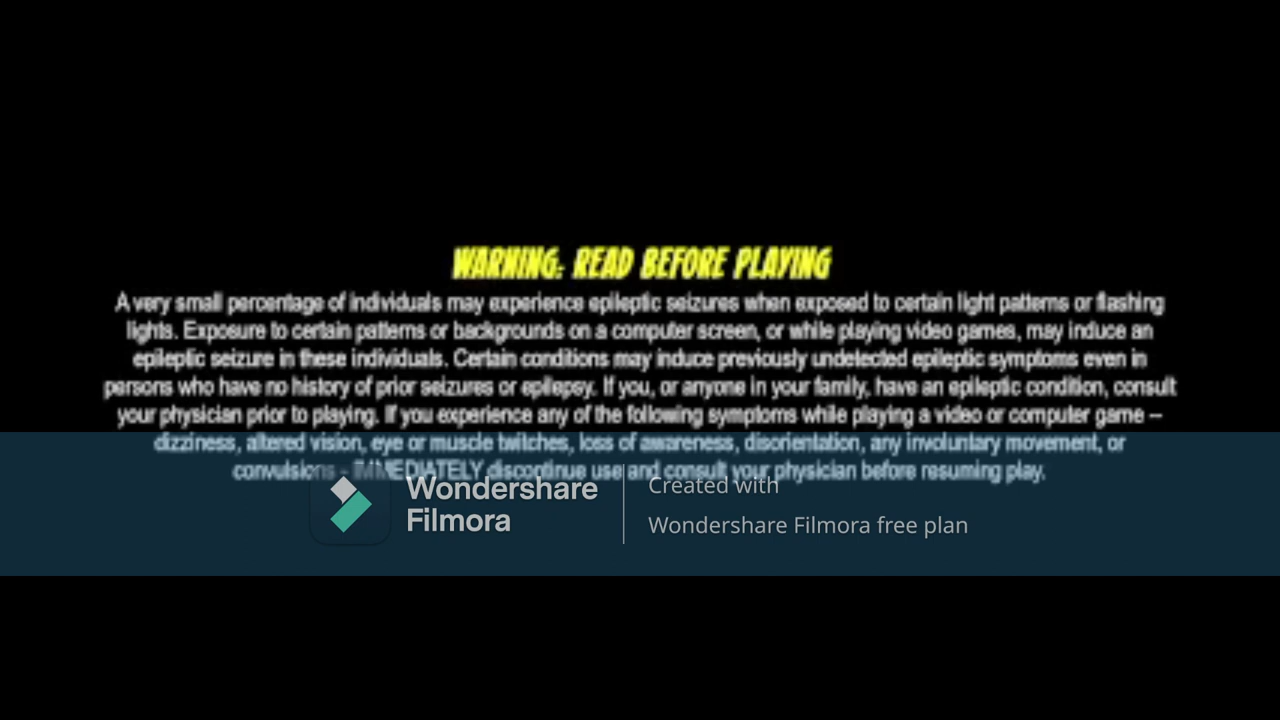 WARNING: READ BEFORE PLAYING
A very small percentage of individuals may experience epileptic seizures when exposed to certain light patterns or flashing
lights. Exposure to certain patterns or backgrounds on a computer screen, or while playing video games, may induce an
epileptic seizure in these individuals. Certain conditions may induce previously undetected epileptic symptoms even in
persons who have no history of prior seizures or epilepsy. If you, or anyone in your family, have an epileptic condition, consult
your physician prior to playing. If you experience any of the following symptoms while playing a video or computer game --
dizziness, altered vision, eye or muscle twitches, loss of awareness, disorientation, any involuntary movement, or
convulsions - IMMEDIATELY discontinue use and consult your physician before resuming play.
Wondershare
Filmora
Created with
Wondershare Filmora free plan